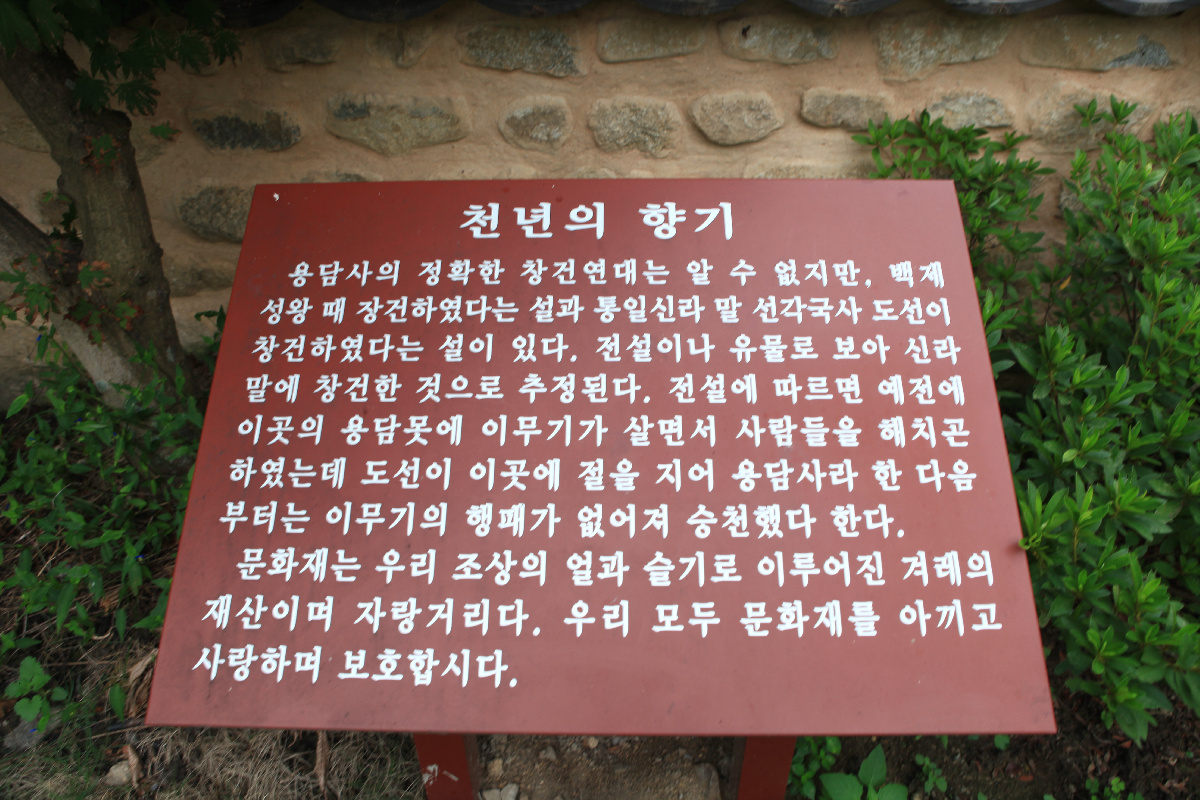 천년의 향기
용담사의 정확한 창건연대는 알 수 없지만, 백제
성왕 때 장건하였다는 설과 통일신라 말 선각국사 도선이
창건하였다는 설이 있다. 전설이나 유물로 보아 신라
말에 창건한 것으로 추정된다. 전설에 따르면 예전에
이곳의 용담못에 이무기가 살면서 사람들을 해치곤
하였는데 도선이 이곳에 절을 지어 용담사라 한 다음
부터는 이무기의 행패가 없어져 승천했다 한다.
문화재는 우리 조상의 얼과 슬기로 이루어진 겨레의
재산이며 자랑거리다. 우리 모두 문화재를 아끼고
사랑하며 보호합시다.